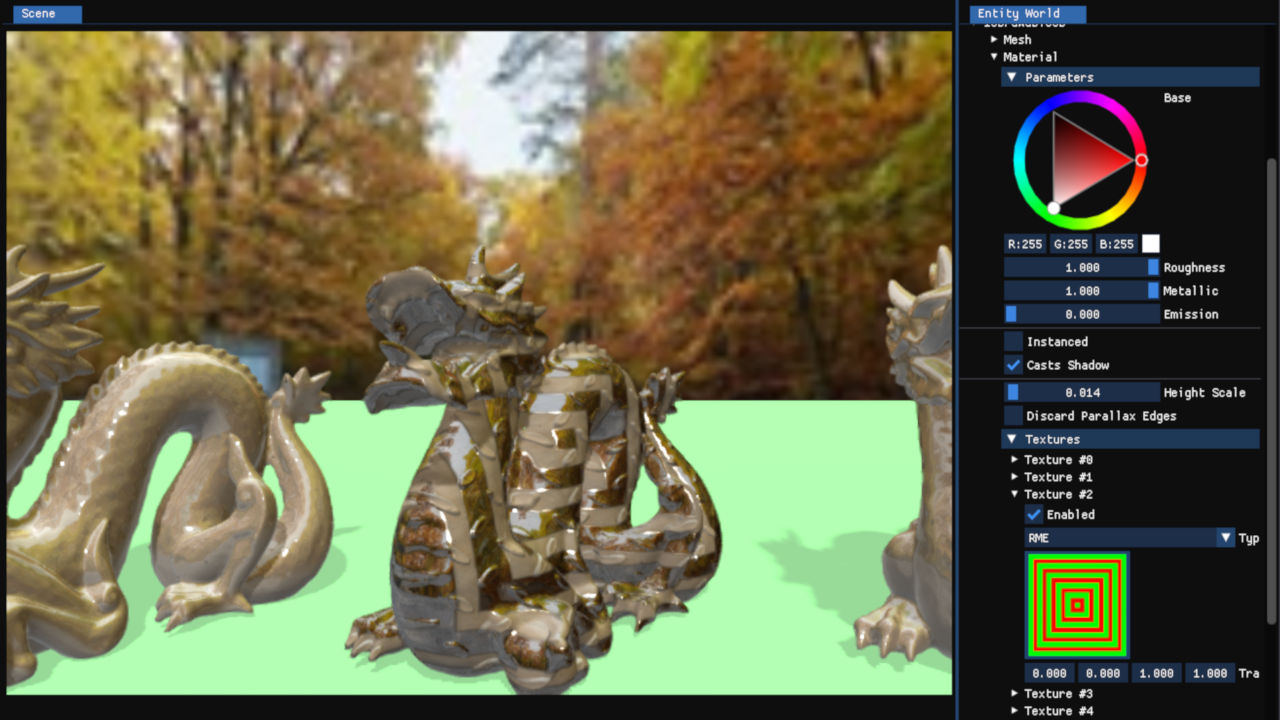 Scene
Entity World
Mesh
Material
Parameters
Base
R:255 G:255 B:255
1.000 Roughness
1.000 Metallic
0.000 Emission
Instanced
Casts Shadow
0.014 Height Scale
Discard Parallax Edges
Textures
Texture #0
Texture #1
Texture #2
Enabled
RME Typ
0.000 0.000 1.000 1.000 Tra
Texture #3
Texture #4